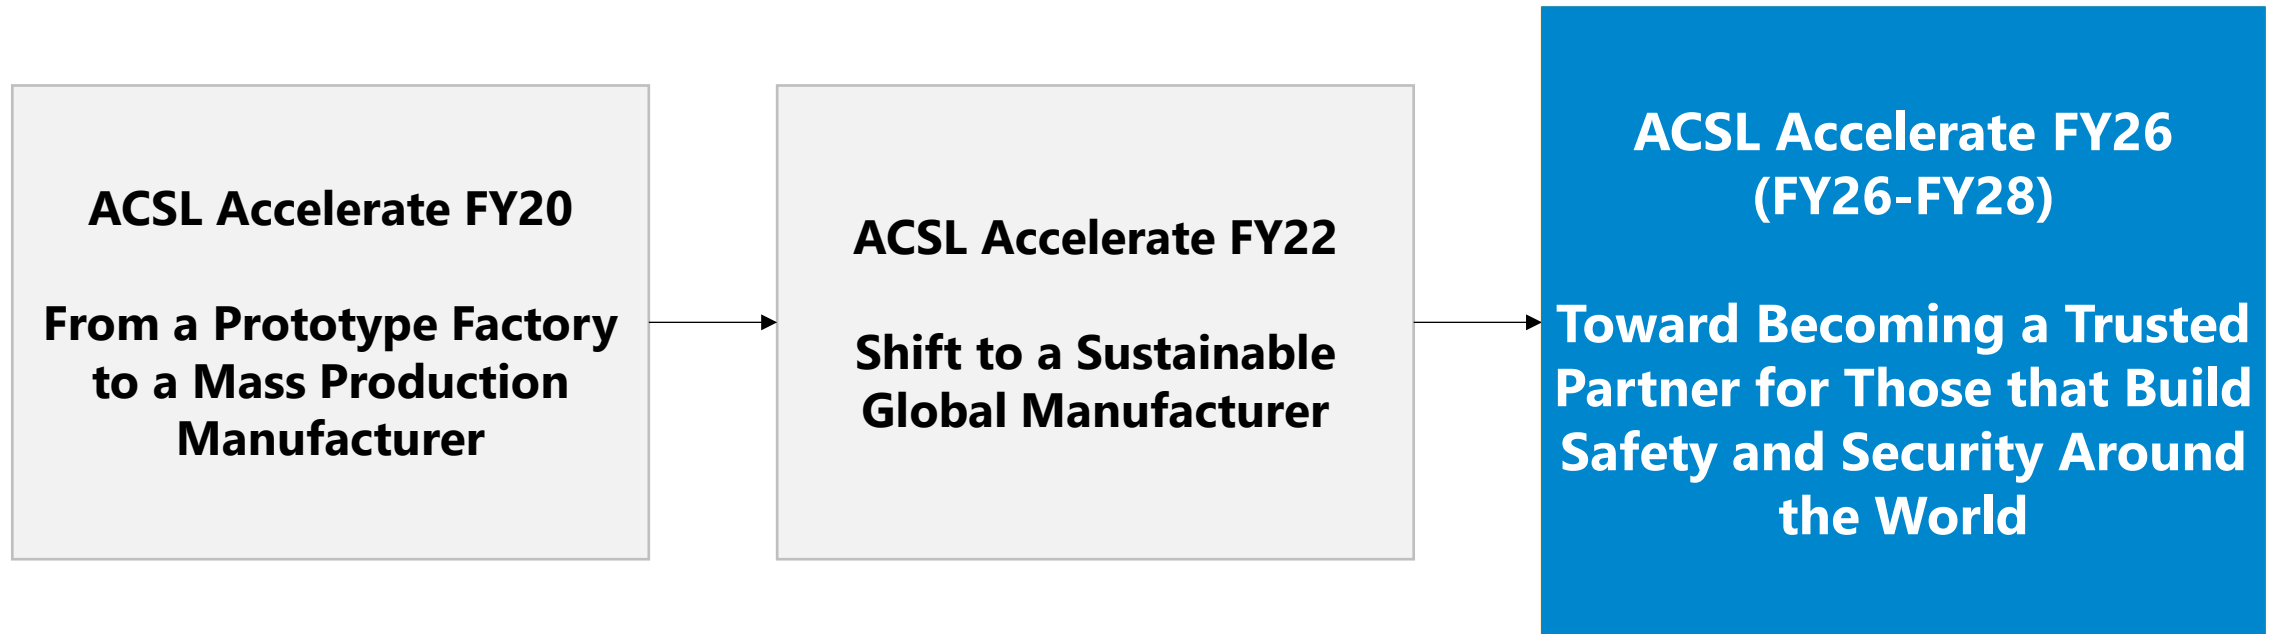 ACSL Accelerate FY20
From a Prototype Factory
to a Mass Production
Manufacturer
ACSL Accelerate FY22
Shift to a Sustainable
Global Manufacturer
ACSL Accelerate FY26
(FY26-FY28)
Toward Becoming a Trusted
Partner for Those that Build
Safety and Security Around
the World